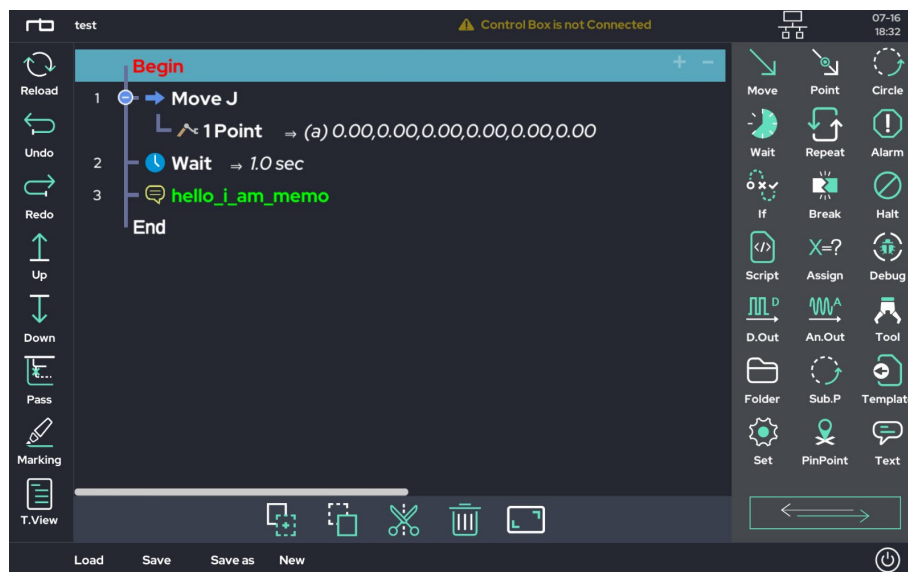 test
Control Box is not Connected
07-16
18:32
Reload
Undo
Redo
Up
Down
Pass
Marking
T.View
Begin + −
1 Move J
1 Point ⇒ (a) 0.00,0.00,0.00,0.00,0.00,0.00
2 Wait ⇒ 1.0 sec
3 hello_i_am_memo
End
Move Point Circle
Wait Repeat Alarm
If Break Halt
</> X=? 
Script Assign Debug
D A
D.Out An.Out Tool
Folder Sub.P Templat
Set PinPoint Text
Load Save Save as New